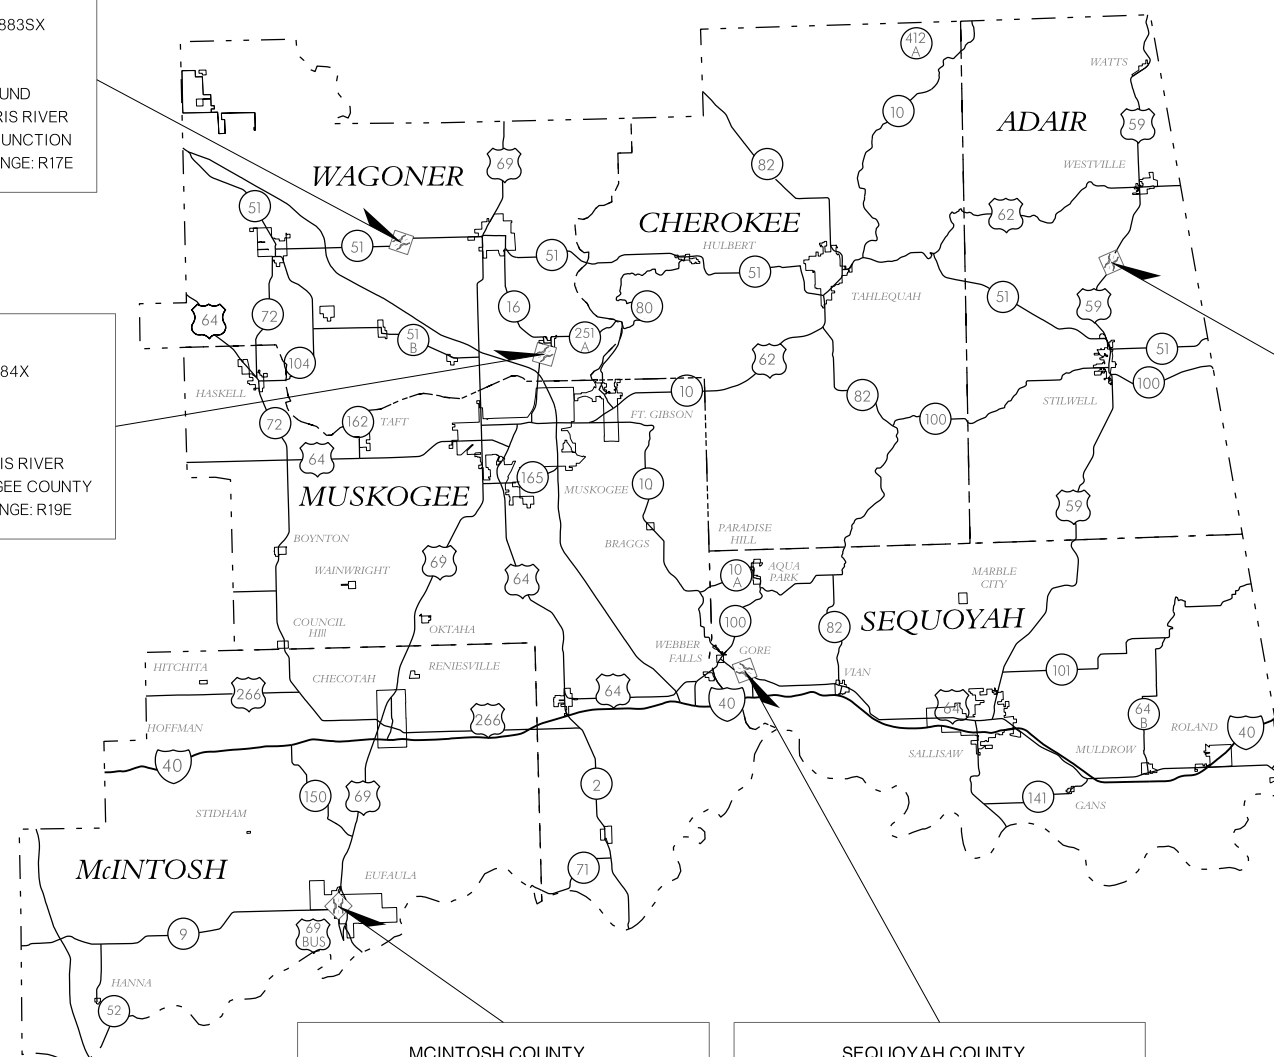 883SX
UND
RIS RIVER
UNCTION
NGE: R17E
84X
IS RIVER
GEE COUNTY
NGE: R19E
412
A
WATTS
10
ADAIR
59
69
82
WESTVILLE
WAGONER
51
62
CHEROKEE
HULBERT
51
51
51
TAHLEQUAH
51
59
64
72
16
80
251
A
51
B
51
104
62
100
HASKELL
10
82
STILWELL
72
162
TAFT
FT. GIBSON
100
64
165
MUSKOGEE
MUSKOGEE
10
59
BOYNTON
BRAGGS
PARADISE
HILL
69
WAINWRIGHT
64
10
A
AQUA
PARK
MARBLE
CITY
COUNCIL
Hill
OKTAHA
100
82
SEQUOYAH
WEBBER
FALLS
GORE
HITCHITA
CHECOTAH
RENIESVILLE
VIAN
101
266
64
40
64
64
B
HOFFMAN
266
ROLAND
40
SALLISAW
MULDROW
40
150
69
2
141
GANS
STIDHAM
McINTOSH
EUFAULA
71
9
69
BUS
HANNA
52
MCINTOSH COUNTY
SEQUOYAH COUNTY